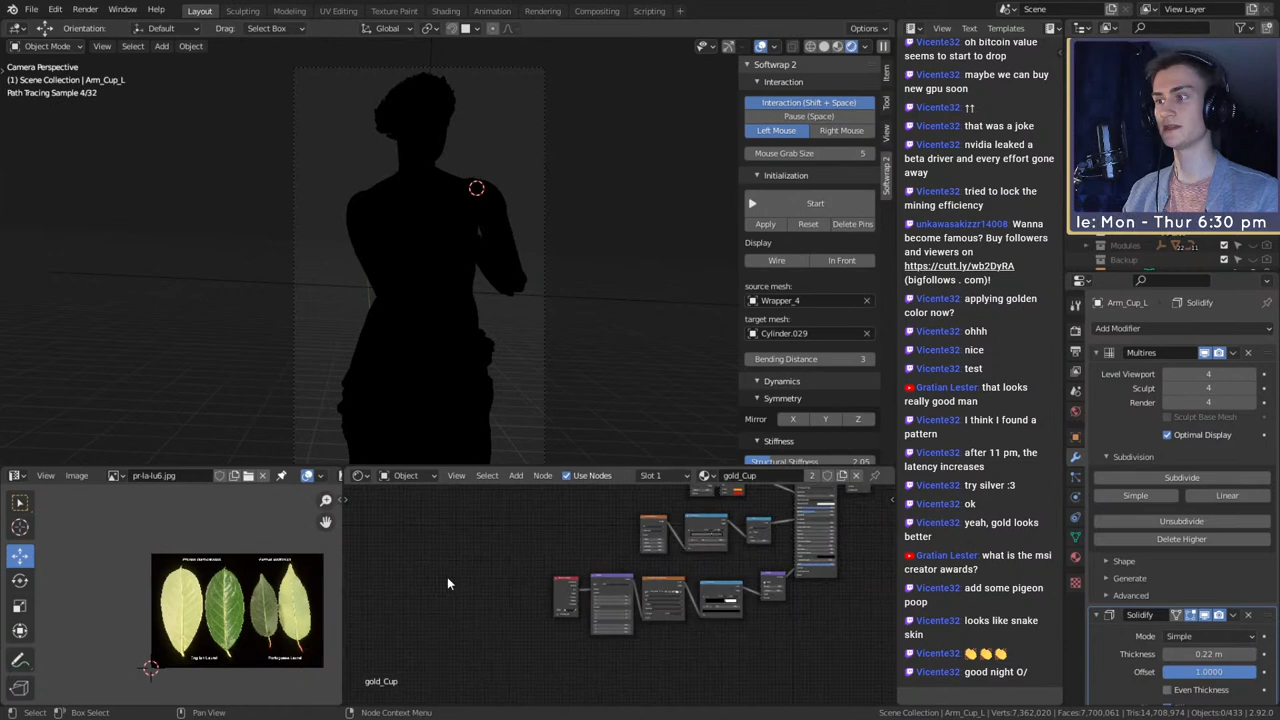 File Edit Render Window Help
Layout Sculpting Modeling UV Editing Texture Paint Shading Animation Rendering Compositing Scripting +
Scene
View Layer
Orientation: Default Drag: Select Box
Global
Options
Object Mode View Select Add Object
Camera Perspective
(1) Scene Collection | Arm_Cup_L
Path Tracing Sample 4/32
Softwrap 2
Interaction
Interaction (Shift + Space)
Pause (Space)
Left Mouse Right Mouse
Mouse Grab Size 5
Initialization
Start
Apply Reset Delete Pins
Display
Wire In Front
source mesh:
Wrapper_4
target mesh:
Cylinder.029
Bending Distance 3
Dynamics
Symmetry
Mirror X Y Z
Stiffness
Structural Stiffness 2.05
Item
Tool
View
Softwrap 2
View Text Templates
Vicente32: oh bitcoin value
seems to start to drop
Vicente32: maybe we can buy
new gpu soon
Vicente32: ↑↑
Vicente32: that was a joke
Vicente32: nvidia leaked a
beta driver and every effort gone
away
Vicente32: tried to lock the
mining efficiency
unkawasakizzr14008: Wanna
become famous? Buy followers
and viewers on
https://cutt.ly/wb2DyRA
(bigfollows . com)!
Vicente32: applying golden
color now?
Vicente32: ohhh
Vicente32: nice
Vicente32: test
Gratian Lester: that looks
really good man
Vicente32: I think I found a
pattern
Vicente32: after 11 pm, the
latency increases
Vicente32: try silver :3
Vicente32: ok
Vicente32: yeah, gold looks
better
Gratian Lester: what is the msi
creator awards?
Vicente32: add some pigeon
poop
Vicente32: looks like snake
skin
Vicente32: 👏👏👏
Vicente32: good night O/
le: Mon - Thur 6:30 pm
Modules
Backup
Arm_Cup_L Solidify
Add Modifier
Multires
Level Viewport 4
Sculpt 4
Render 4
Sculpt Base Mesh
Optimal Display
Subdivision
Subdivide
Simple Linear
Unsubdivide
Delete Higher
Shape
Generate
Advanced
Solidify
Mode Simple
Thickness 0.22 m
Offset 1.0000
Even Thickness
View Image pr-la-lu6.jpg
Object View Select Add Node Use Nodes Slot 1 gold_Cup 2
gold_Cup
Select Box Select Pan View Node Context Menu
Scene Collection | Arm_Cup_L | Verts:7,362,020 | Faces:7,700,061 | Tris:14,708,974 | Objects:0/433 | 2.92.0